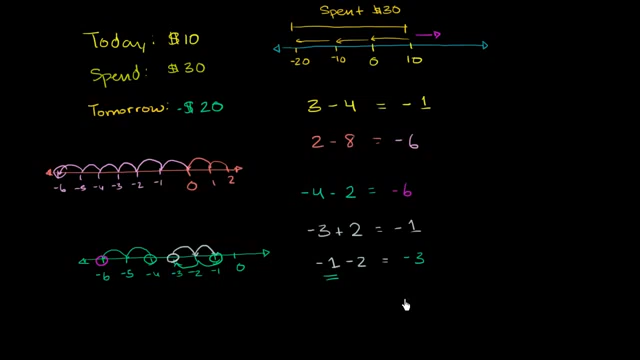 Spent $30
Today: $10
-20 -10 0 10
Spend: $30
Tomorrow: -$20
3 - 4 = -1
2 - 8 = -6
-6 -5 -4 -3 -2 -1 0 1 2
-4 - 2 = -6
-3 + 2 = -1
-1 - 2 = -3
-6 -5 -4 -3 -2 -1 0